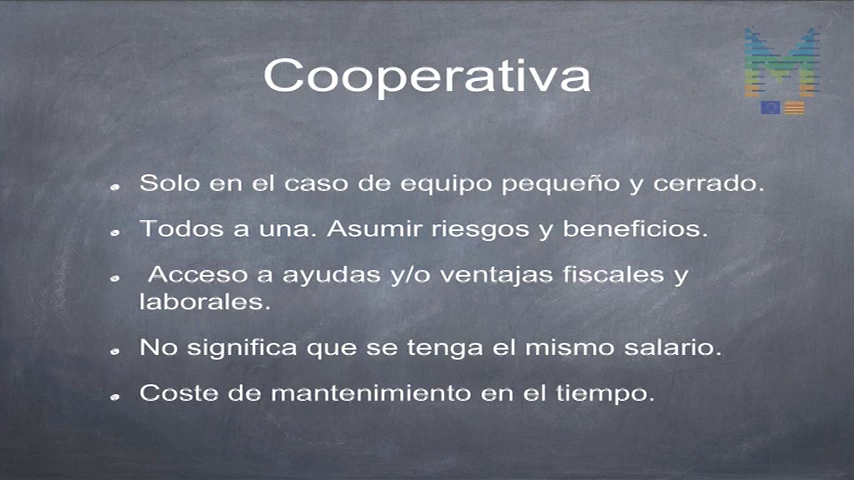 Cooperativa
Solo en el caso de equipo pequeño y cerrado.
Todos a una. Asumir riesgos y beneficios.
Acceso a ayudas y/o ventajas fiscales y
laborales.
No significa que se tenga el mismo salario.
Coste de mantenimiento en el tiempo.